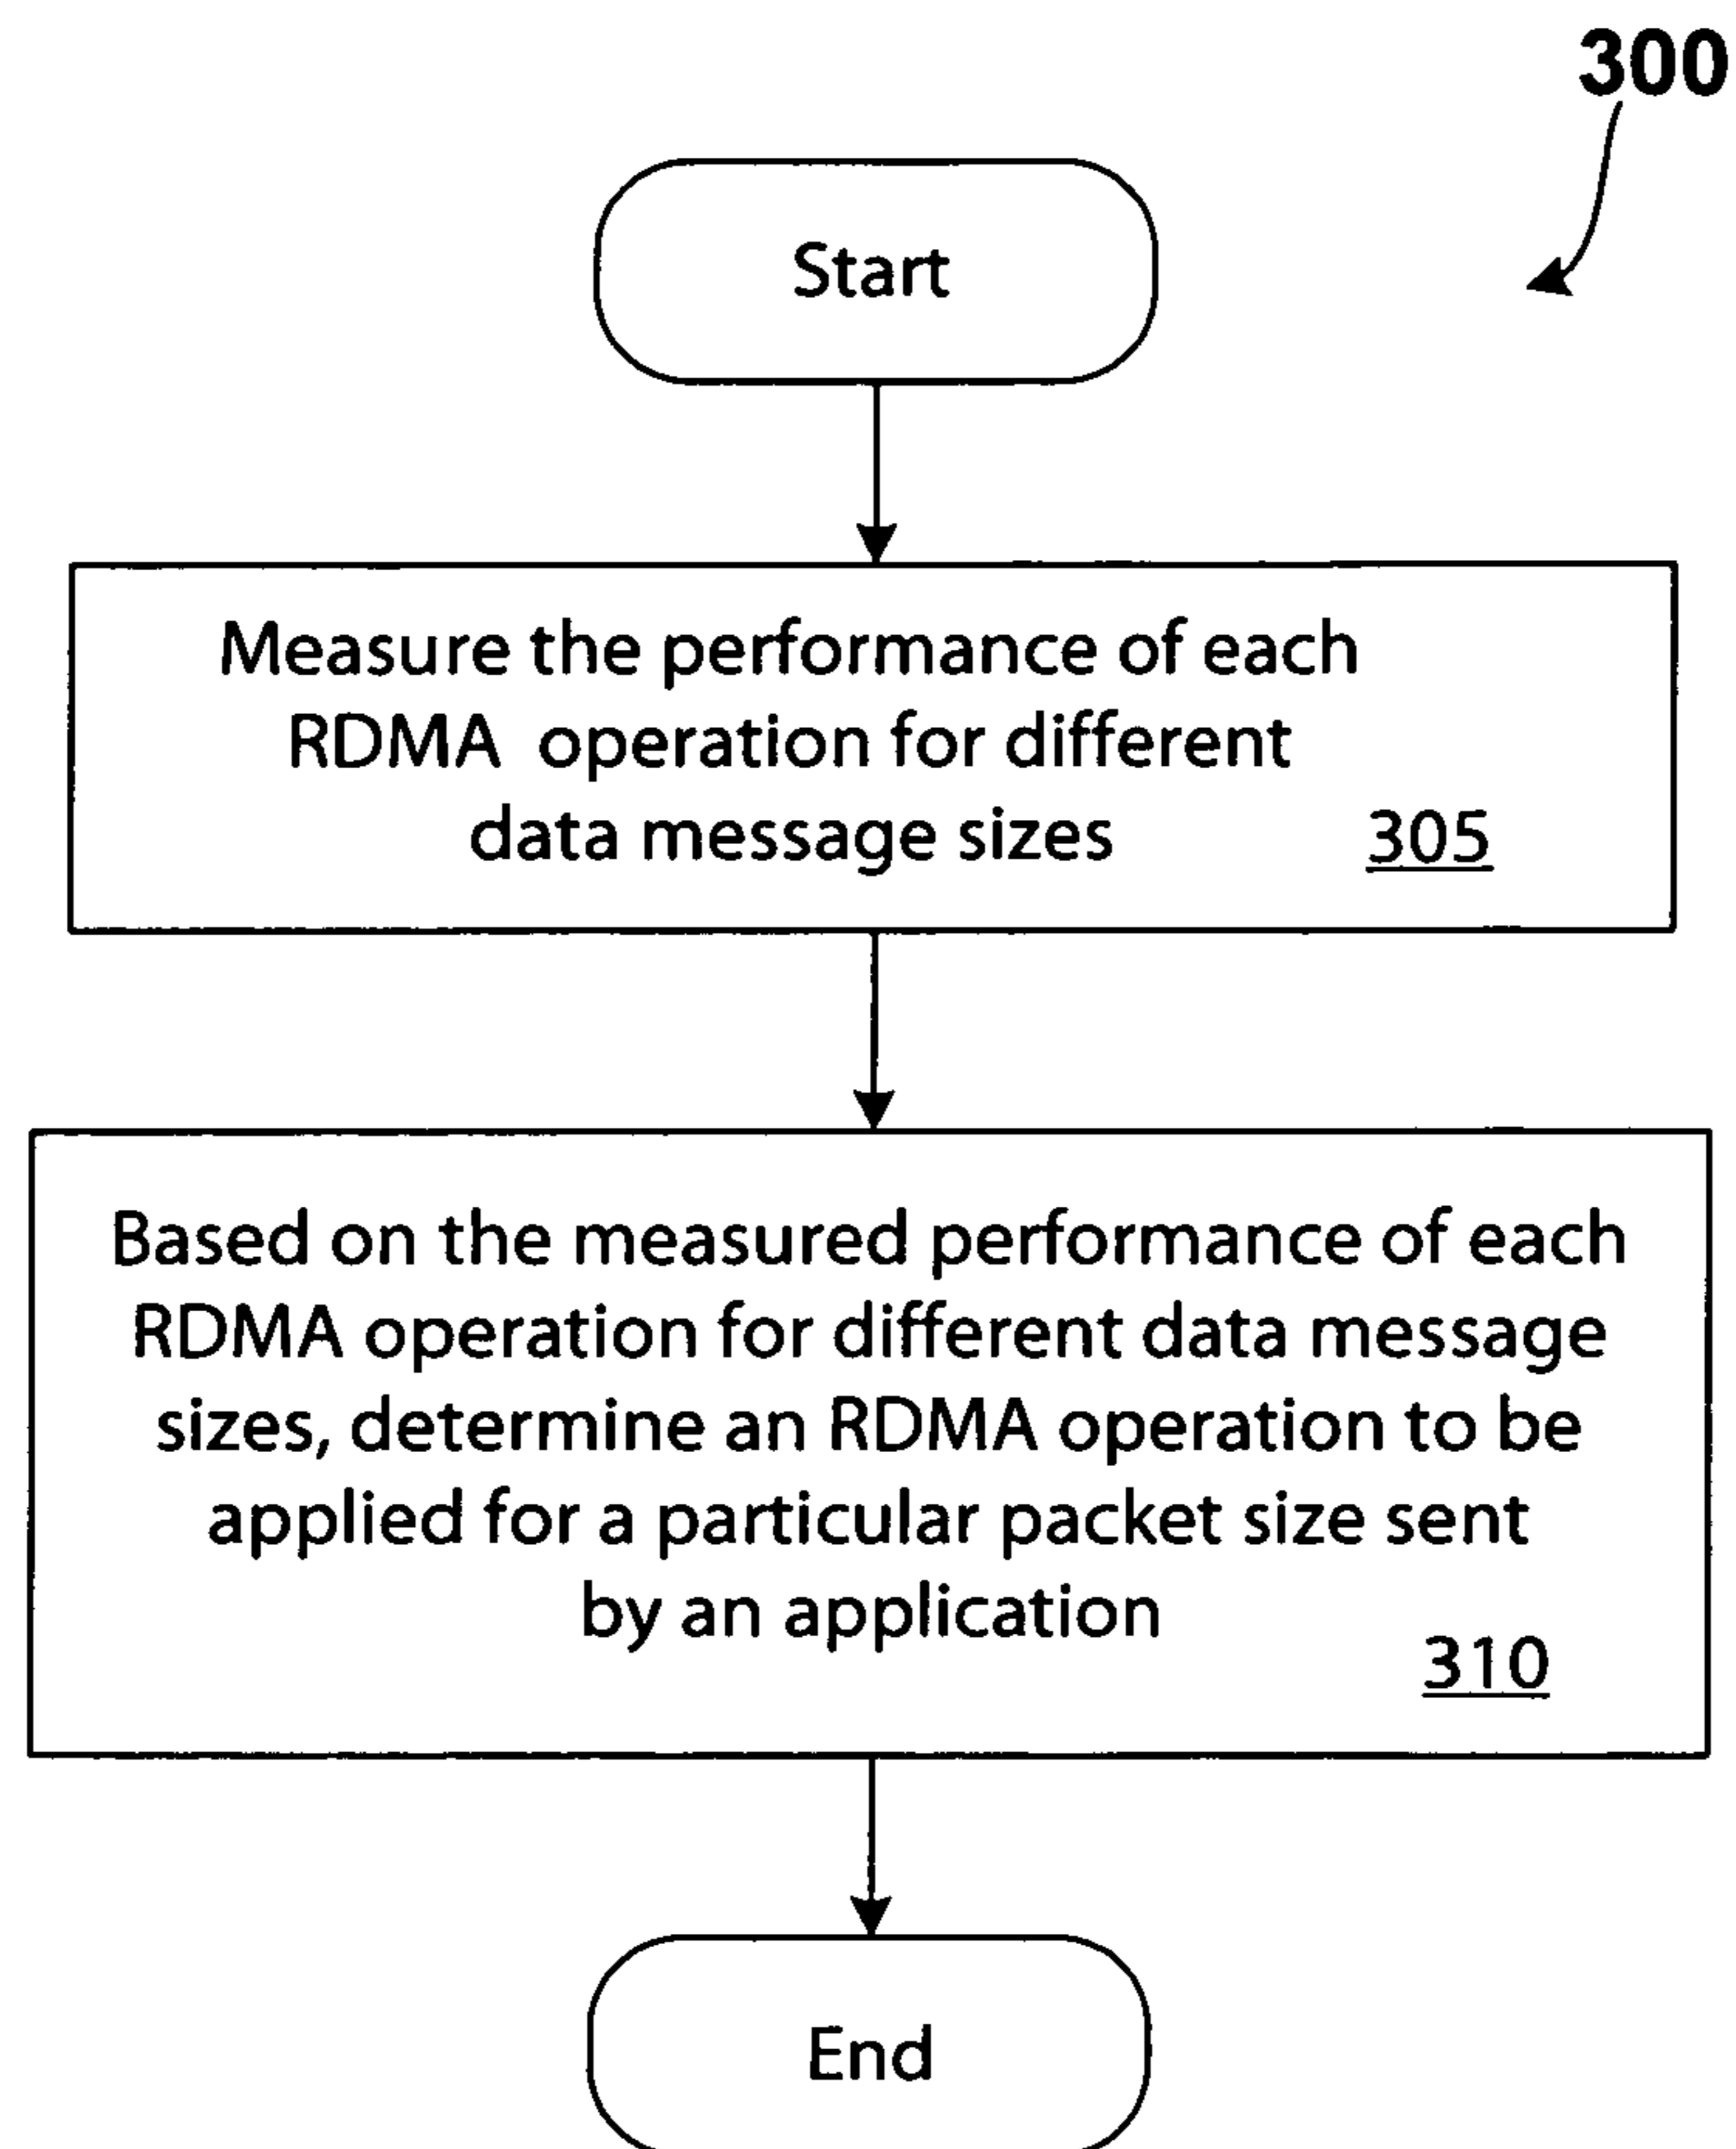 300
Start
Measure the performance of each
RDMA operation for different
data message sizes 305
Based on the measured performance of each
RDMA operation for different data message
sizes, determine an RDMA operation to be
applied for a particular packet size sent
by an application
310
End